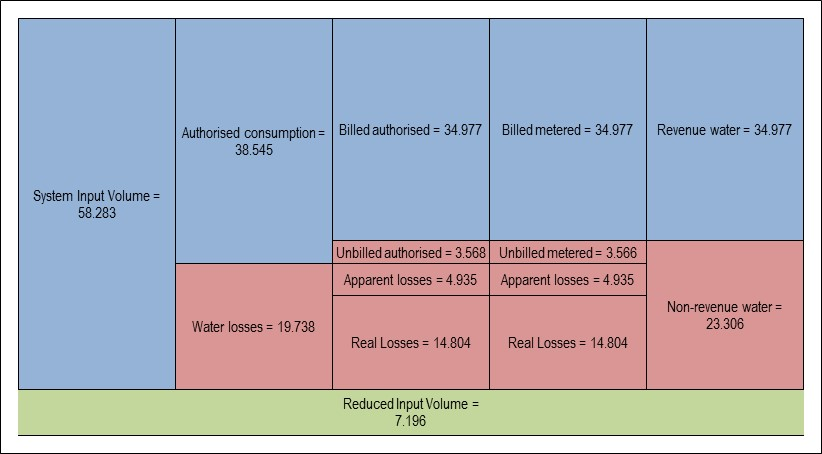 System Input Volume =
58.283
Authorised consumption =
38.545
Water losses = 19.738
Billed authorised = 34.977
Unbilled authorised = 3.568
Apparent losses = 4.935
Real Losses = 14.804
Billed metered = 34.977
Unbilled metered = 3.566
Apparent losses = 4.935
Real Losses = 14.804
Revenue water = 34.977
Non-revenue water =
23.306
Reduced Input Volume =
7.196